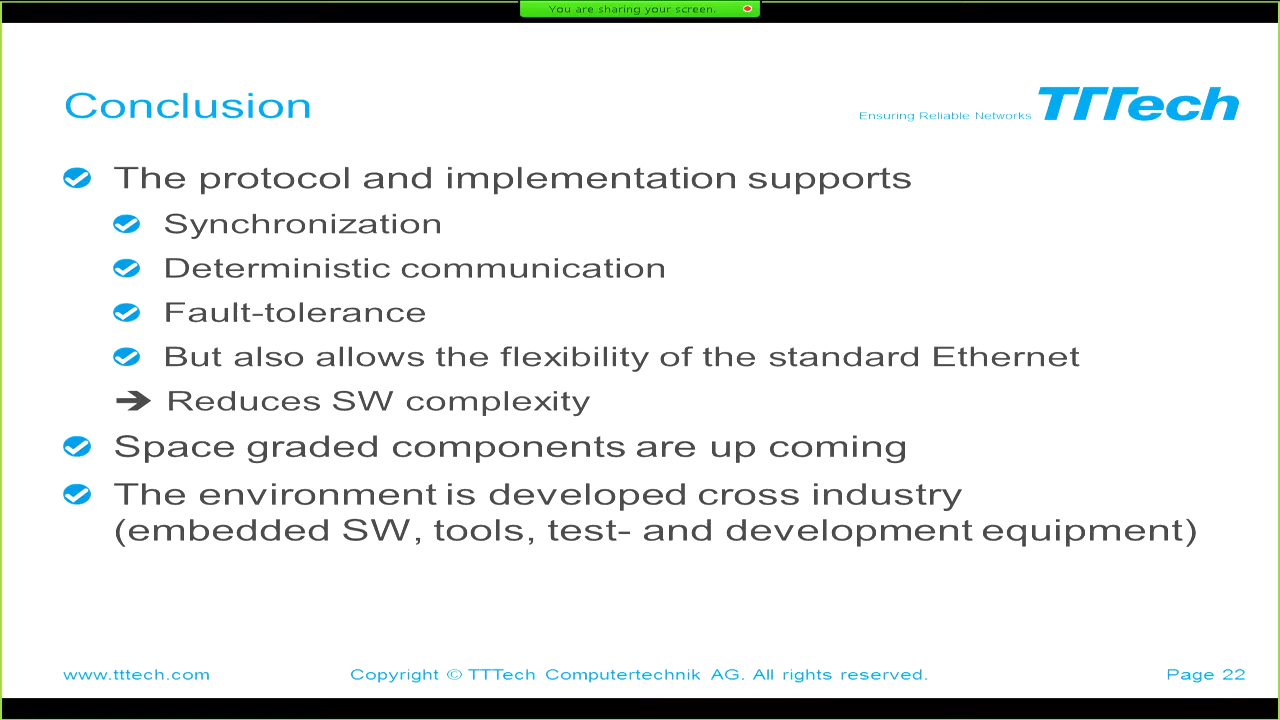 You are sharing your screen.
Conclusion
Ensuring Reliable Networks TTTech
The protocol and implementation supports
Synchronization
Deterministic communication
Fault-tolerance
But also allows the flexibility of the standard Ethernet
➔ Reduces SW complexity
Space graded components are up coming
The environment is developed cross industry
(embedded SW, tools, test- and development equipment)
www.tttech.com Copyright © TTTech Computertechnik AG. All rights reserved. Page 22